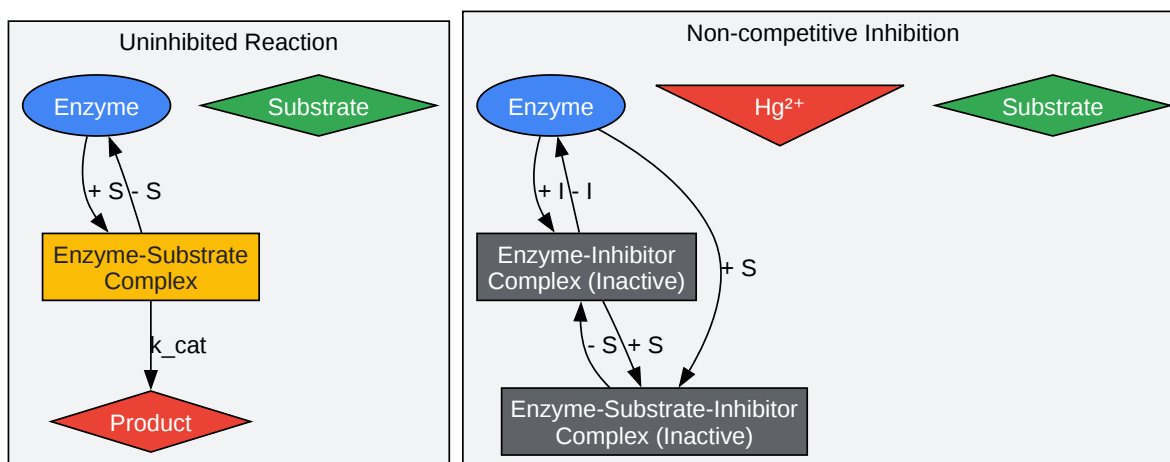 Uninhibited Reaction
Enzyme
Substrate
+ S
- S
Enzyme-Substrate
Complex
k_cat
Product
Non-competitive Inhibition
Enzyme
Hg²⁺
Substrate
+ I
- I
Enzyme-Inhibitor
Complex (Inactive)
+ S
- S
+ S
Enzyme-Substrate-Inhibitor
Complex (Inactive)